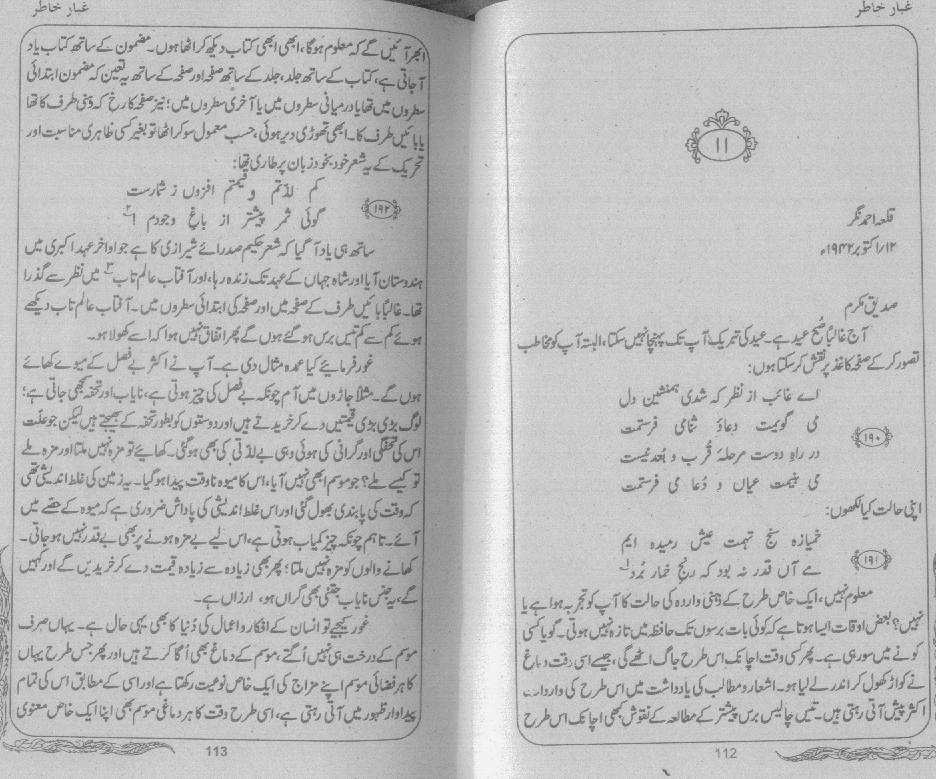 غبار خاطر
۱۱
قلعہ احمد نگر
۱۲/اکتوبر ۱۹۴۲ء
صدیق مکرم
آج غالباً صبح عید ہے۔ عید کی تبریک آپ تک پہنچا نہیں سکتا، البتہ آپ کو مخاطب
تصور کر کے صفحہ کاغذ پر نقش کر سکتا ہوں:
اے غائب از نظر کہ شدی ہمنشین دل
می گویمت دعاؤ ثنامی فرستمت
در راہِ دوست مرحلۂ قُرب و بُعد نیست
می بینمت عیاں و دُعا می فرستمت
۱۹۰
اپنی حالت کیا لکھوں:
خمیازہ سنج تہمت عیش رمیدہ ایم
مے آں قدر نہ بود کہ رنجِ خمار بُرد
۱۹۱
معلوم نہیں، ایک خاص طرح کے ذہنی واردہ کی حالت کا آپ کو تجربہ ہوا ہے یا
نہیں؟ بعض اوقات ایسا ہوتا ہے کہ کوئی بات برسوں تک حافظہ میں تازہ نہیں ہوتی۔ گویا کسی
کونے میں سو رہی ہے۔ پھر کسی وقت اچانک اس طرح جاگ اٹھے گی، جیسے اسی وقت دماغ
نے کواڑ کھول کر اندر لے لیا ہو۔ اشعار و مطالب کی یادداشت میں اس طرح کی واردات
اکثر پیش آتی رہتی ہیں۔ تیس چالیس برس پیشتر کے مطالعہ کے نقوش کبھی اچانک اس طرح
112
غبار خاطر
ابھر آئیں گے کہ معلوم ہوگا، ابھی ابھی کتاب دیکھ کر اٹھا ہوں۔ مضمون کے ساتھ کتاب یاد
آجاتی ہے، کتاب کے ساتھ جلد، جلد کے ساتھ صفحہ اور صفحہ کے ساتھ یہ تعین کہ مضمون ابتدائی
سطروں میں تھا یا درمیانی سطروں میں یا آخری سطروں میں؛ نیز صفحہ کا رخ کہ دہنی طرف کا تھا
یا بائیں طرف کا۔ ابھی تھوڑی دیر ہوئی، حسب معمول سو کر اٹھا تو بغیر کسی ظاہری مناسبت اور
تحریک کے یہ شعر خود بخود زبان پر طاری تھا:
کم لذتم و قیمتم افزوں ز شمارست
گوئی ثمر پیشتر از باغِ وجودم !۲
۱۹۲
ساتھ ہی یاد آگیا کہ شعر حکیم صدرائے شیرازی کا ہے جو اواخر عہد اکبری میں
ہندوستان آیا اور شاہ جہاں کے عہد تک زندہ رہا، اور آفتاب عالم تاب۳ میں نظر سے گذرا
تھا۔ غالباً بائیں طرف کے صفحہ میں اور صفحہ کی ابتدائی سطروں میں۔ آفتاب عالم تاب دیکھے
ہوئے کم سے کم تیس برس ہوگئے ہوں گے پھر اتفاق نہیں ہوا کہ اسے کھولا ہو۔
غور فرمائیے کیا عمدہ مثال دی ہے۔ آپ نے اکثر بے فصل کے میوے کھائے
ہوں گے۔ مثلاً جاڑوں میں آم چونکہ بے فصل کی چیز ہوتی ہے، نایاب اور تحفہ سمجھی جاتی ہے؛
لوگ بڑی بڑی قیمتیں دے کر خریدتے ہیں اور دوستوں کو بطور تحفہ کے بھیجتے ہیں لیکن جو علت
اس کی تحفگی اور گرانی کی ہوئی وہی بے لذتی کی بھی ہو گئی۔ کھائیے تو مزہ نہیں ملتا اور مزہ ملے
تو کیسے ملے؟ جو موسم ابھی نہیں آیا، اس کا میوہ نا وقت پیدا ہوگیا۔ یہ زمین کی غلط اندیشی تھی
کہ وقت کی پابندی بھول گئی اور اس غلط اندیشی کی پاداش ضروری ہے کہ میوہ کے حصے میں
آئے۔ تاہم چونکہ چیز کمیاب ہوتی ہے، اس لیے بے مزہ ہونے پر بھی بے قدر نہیں ہو جاتی۔
کھانے والوں کو مزہ نہیں ملتا؛ پھر بھی زیادہ سے زیادہ قیمت دے کر خریدیں گے اور کہیں
گے، یہ جنس نایاب جتنی بھی گراں ہو، ارزاں ہے۔
غور کیجیے تو انسان کے افکار و اعمال کی دُنیا کا بھی یہی حال ہے۔ یہاں صرف
موسم کے درخت ہی نہیں اُگتے، موسم کے دماغ بھی اُگا کرتے ہیں اور پھر جس طرح یہاں
کا ہر فضائی موسم اپنے مزاج کی ایک خاص نوعیت رکھتا ہے اور اسی کے مطابق اس کی تمام
پیداوار ظہور میں آتی رہتی ہے، اسی طرح وقت کا ہر دماغی موسم بھی اپنا ایک خاص معنوی
113